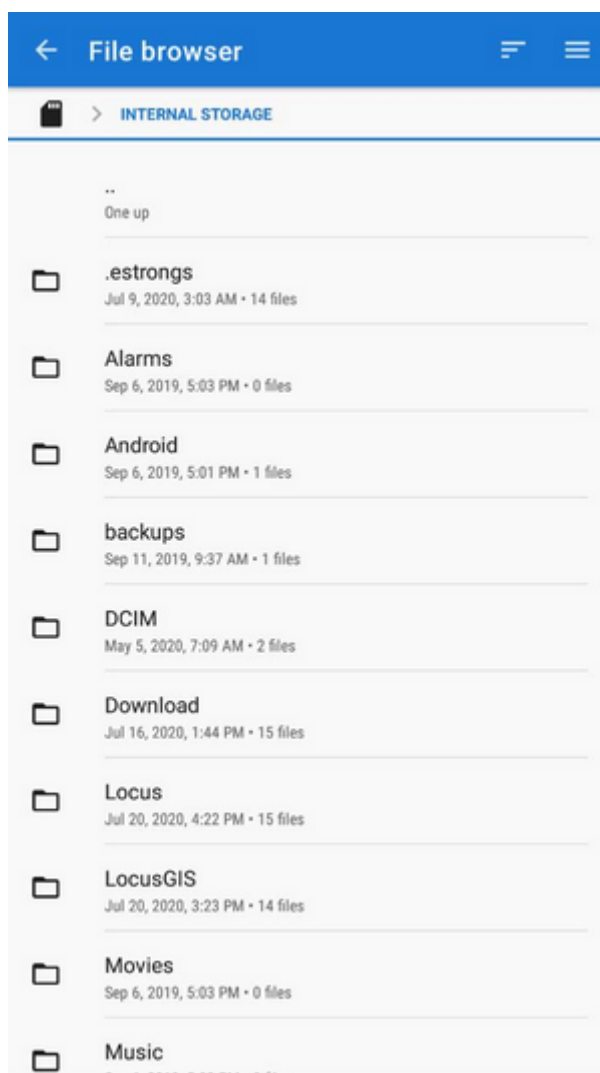 File browser
INTERNAL STORAGE
..
One up
.estrongs
Jul 9, 2020, 3:03 AM • 14 files
Alarms
Sep 6, 2019, 5:03 PM • 0 files
Android
Sep 6, 2019, 5:01 PM • 1 files
backups
Sep 11, 2019, 9:37 AM • 1 files
DCIM
May 5, 2020, 7:09 AM • 2 files
Download
Jul 16, 2020, 1:44 PM • 15 files
Locus
Jul 20, 2020, 4:22 PM • 15 files
LocusGIS
Jul 20, 2020, 3:23 PM • 14 files
Movies
Sep 6, 2019, 5:03 PM • 0 files
Music